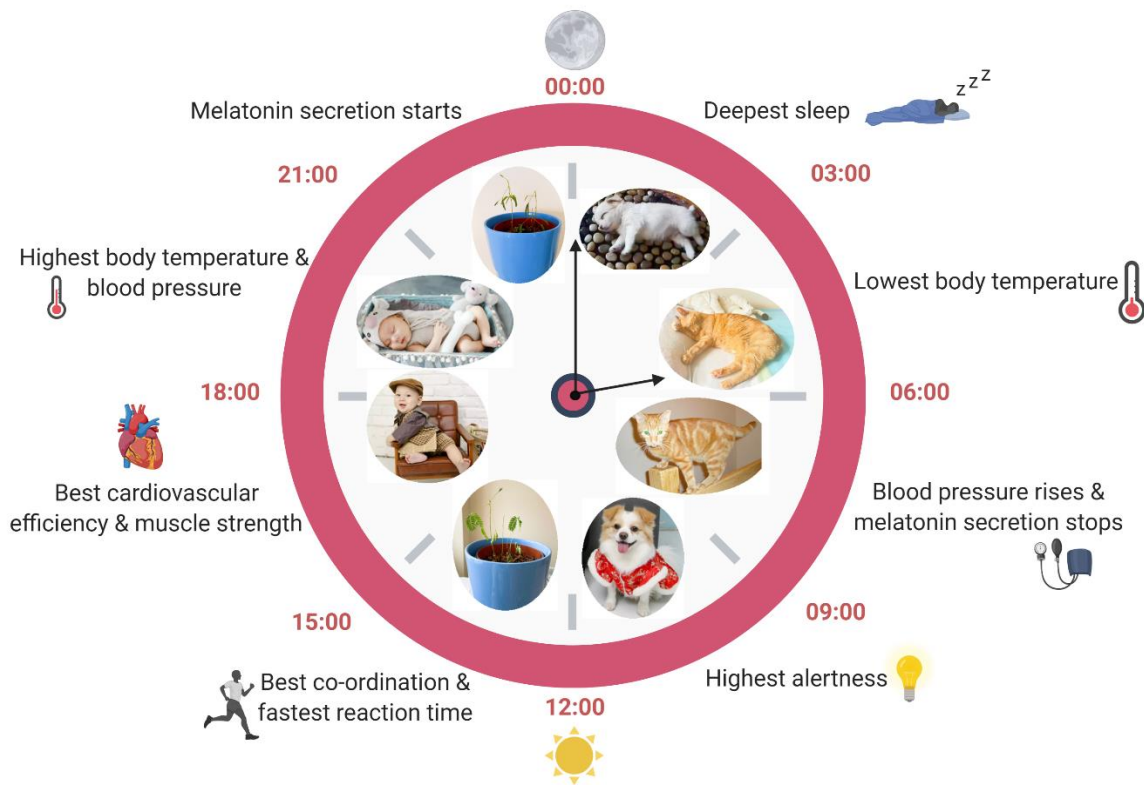 00:00
Melatonin secretion starts
Deepest sleep
z z z
21:00
03:00
Highest body temperature &
blood pressure
Lowest body temperature
18:00
06:00
Best cardiovascular
efficiency & muscle strength
Blood pressure rises &
melatonin secretion stops
15:00
09:00
Best co-ordination &
fastest reaction time
Highest alertness
12:00